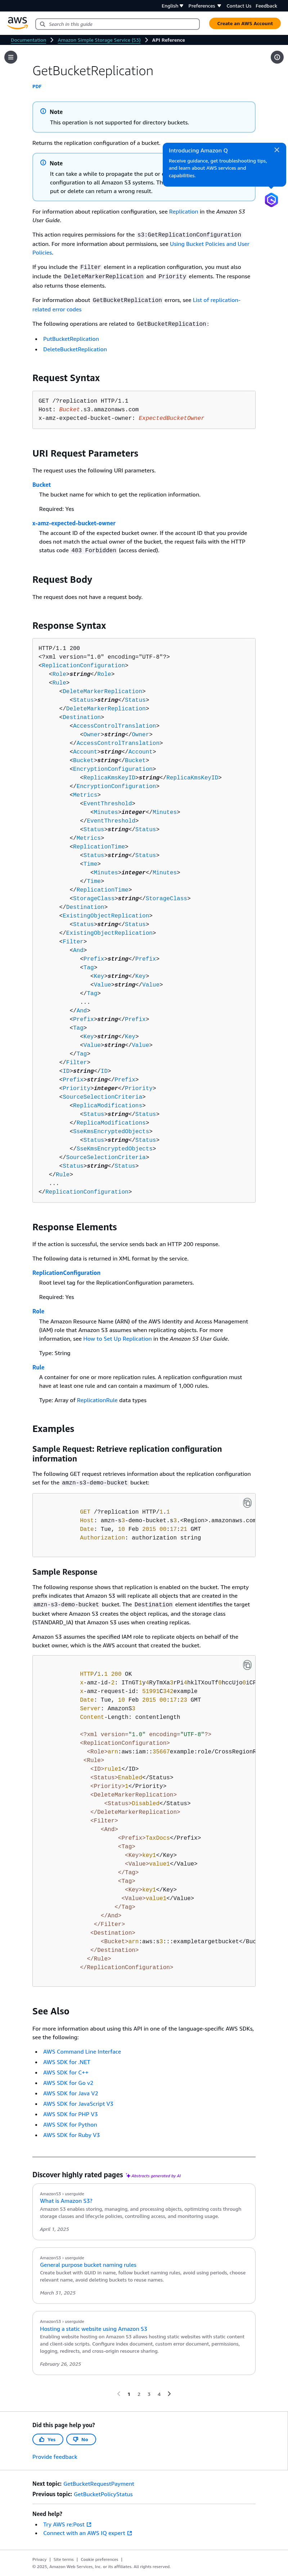 English
Preferences
Contact Us
Feedback
aws
Search in this guide
Create an AWS Account
Documentation
Amazon Simple Storage Service (S3)
API Reference
GetBucketReplication
PDF
Note
This operation is not supported for directory buckets.
Returns the replication configuration of a bucket.
Introducing Amazon Q
Receive guidance, get troubleshooting tips, and learn about AWS services and capabilities.
Note
It can take a while to propagate the put or
configuration to all Amazon S3 systems. The
put or delete can return a wrong result.
For information about replication configuration, see Replication in the Amazon S3
User Guide.
This action requires permissions for the s3:GetReplicationConfiguration
action. For more information about permissions, see Using Bucket Policies and User
Policies.
If you include the Filter element in a replication configuration, you must also
include the DeleteMarkerReplication and Priority elements. The response
also returns those elements.
For information about GetBucketReplication errors, see List of replication-
related error codes
The following operations are related to GetBucketReplication:
• PutBucketReplication
• DeleteBucketReplication
Request Syntax
GET /?replication HTTP/1.1
Host: Bucket.s3.amazonaws.com
x-amz-expected-bucket-owner: ExpectedBucketOwner
URI Request Parameters
The request uses the following URI parameters.
Bucket
The bucket name for which to get the replication information.
Required: Yes
x-amz-expected-bucket-owner
The account ID of the expected bucket owner. If the account ID that you provide
does not match the actual owner of the bucket, the request fails with the HTTP
status code 403 Forbidden (access denied).
Request Body
The request does not have a request body.
Response Syntax
HTTP/1.1 200
<?xml version="1.0" encoding="UTF-8"?>
<ReplicationConfiguration>
<Role>string</Role>
<Rule>
<DeleteMarkerReplication>
<Status>string</Status>
</DeleteMarkerReplication>
<Destination>
<AccessControlTranslation>
<Owner>string</Owner>
</AccessControlTranslation>
<Account>string</Account>
<Bucket>string</Bucket>
<EncryptionConfiguration>
<ReplicaKmsKeyID>string</ReplicaKmsKeyID>
</EncryptionConfiguration>
<Metrics>
<EventThreshold>
<Minutes>integer</Minutes>
</EventThreshold>
<Status>string</Status>
</Metrics>
<ReplicationTime>
<Status>string</Status>
<Time>
<Minutes>integer</Minutes>
</Time>
</ReplicationTime>
<StorageClass>string</StorageClass>
</Destination>
<ExistingObjectReplication>
<Status>string</Status>
</ExistingObjectReplication>
<Filter>
<And>
<Prefix>string</Prefix>
<Tag>
<Key>string</Key>
<Value>string</Value>
</Tag>
...
</And>
<Prefix>string</Prefix>
<Tag>
<Key>string</Key>
<Value>string</Value>
</Tag>
</Filter>
<ID>string</ID>
<Prefix>string</Prefix>
<Priority>integer</Priority>
<SourceSelectionCriteria>
<ReplicaModifications>
<Status>string</Status>
</ReplicaModifications>
<SseKmsEncryptedObjects>
<Status>string</Status>
</SseKmsEncryptedObjects>
</SourceSelectionCriteria>
<Status>string</Status>
</Rule>
...
</ReplicationConfiguration>
Response Elements
If the action is successful, the service sends back an HTTP 200 response.
The following data is returned in XML format by the service.
ReplicationConfiguration
Root level tag for the ReplicationConfiguration parameters.
Required: Yes
Role
The Amazon Resource Name (ARN) of the AWS Identity and Access Management
(IAM) role that Amazon S3 assumes when replicating objects. For more information,
see How to Set Up Replication in the Amazon S3 User Guide.
Type: String
Rule
A container for one or more replication rules. A replication configuration must
have at least one rule and can contain a maximum of 1,000 rules.
Type: Array of ReplicationRule data types
Examples
Sample Request: Retrieve replication configuration
information
The following GET request retrieves information about the replication configuration
set for the amzn-s3-demo-bucket bucket:
GET /?replication HTTP/1.1
Host: amzn-s3-demo-bucket.s3.<Region>.amazonaws.com
Date: Tue, 10 Feb 2015 00:17:21 GMT
Authorization: authorization string
Sample Response
The following response shows that replication is enabled on the bucket. The empty
prefix indicates that Amazon S3 will replicate all objects that are created in the
amzn-s3-demo-bucket bucket. The Destination element identifies the target
bucket where Amazon S3 creates the object replicas, and the storage class
(STANDARD_IA) that Amazon S3 uses when creating replicas.
Amazon S3 assumes the specified IAM role to replicate objects on behalf of the
bucket owner, which is the AWS account that created the bucket.
HTTP/1.1 200 OK
x-amz-id-2: ITnGT1y4RyTmXa3rPi4hklTXouTf0hccUjo0iCP
x-amz-request-id: 51991C342example
Date: Tue, 10 Feb 2015 00:17:23 GMT
Server: AmazonS3
Content-Length: contentlength
<?xml version="1.0" encoding="UTF-8"?>
<ReplicationConfiguration>
<Role>arn:aws:iam::35667example:role/CrossRegionR
<Rule>
<ID>rule1</ID>
<Status>Enabled</Status>
<Priority>1</Priority>
<DeleteMarkerReplication>
<Status>Disabled</Status>
</DeleteMarkerReplication>
<Filter>
<And>
<Prefix>TaxDocs</Prefix>
<Tag>
<Key>key1</Key>
<Value>value1</Value>
</Tag>
<Tag>
<Key>key1</Key>
<Value>value1</Value>
</Tag>
</And>
</Filter>
<Destination>
<Bucket>arn:aws:s3:::exampletargetbucket</Buc
</Destination>
</Rule>
</ReplicationConfiguration>
See Also
For more information about using this API in one of the language-specific AWS SDKs,
see the following:
• AWS Command Line Interface
• AWS SDK for .NET
• AWS SDK for C++
• AWS SDK for Go v2
• AWS SDK for Java V2
• AWS SDK for JavaScript V3
• AWS SDK for PHP V3
• AWS SDK for Python
• AWS SDK for Ruby V3
Discover highly rated pages
Abstracts generated by AI
AmazonS3 › userguide
What is Amazon S3?
Amazon S3 enables storing, managing, and processing objects, optimizing costs through storage classes and lifecycle policies, controlling access, and monitoring usage.
April 1, 2025
AmazonS3 › userguide
General purpose bucket naming rules
Create bucket with GUID in name, follow bucket naming rules, avoid using periods, choose relevant name, avoid deleting buckets to reuse names.
March 31, 2025
AmazonS3 › userguide
Hosting a static website using Amazon S3
Enabling website hosting on Amazon S3 allows hosting static websites with static content and client-side scripts. Configure index document, custom error document, permissions, logging, redirects, and cross-origin resource sharing.
February 26, 2025
1 2 3 4
Did this page help you?
Yes
No
Provide feedback
Next topic: GetBucketRequestPayment
Previous topic: GetBucketPolicyStatus
Need help?
• Try AWS re:Post
• Connect with an AWS IQ expert
Privacy | Site terms | Cookie preferences |
© 2025, Amazon Web Services, Inc. or its affiliates. All rights reserved.